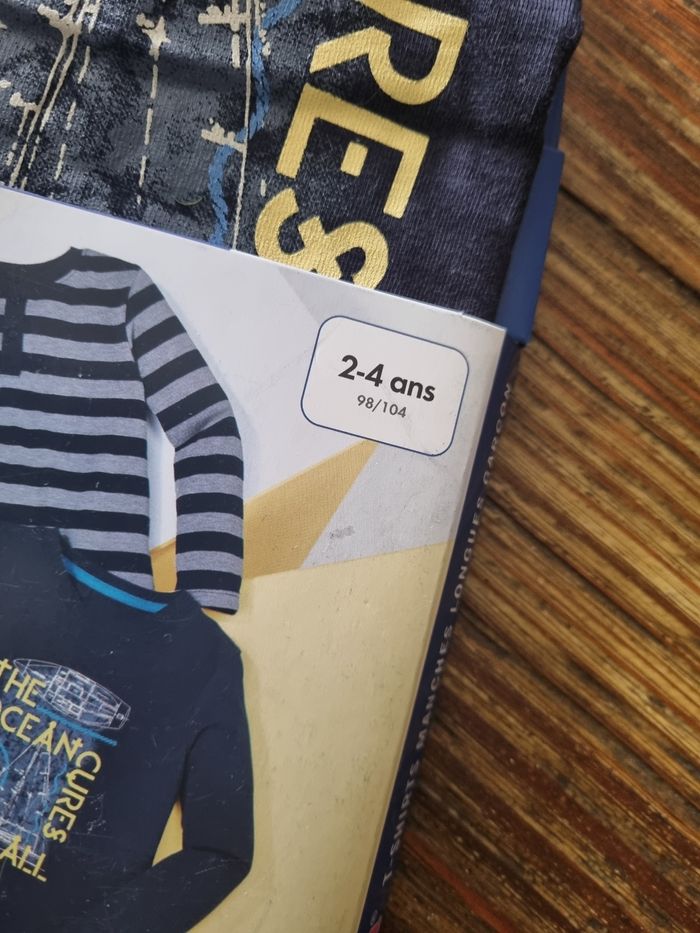 RES
2-4 ans
98/104
THE
OCEAN CURES
ALL
T-SHIRTS MANCHES LONGUES GARÇON